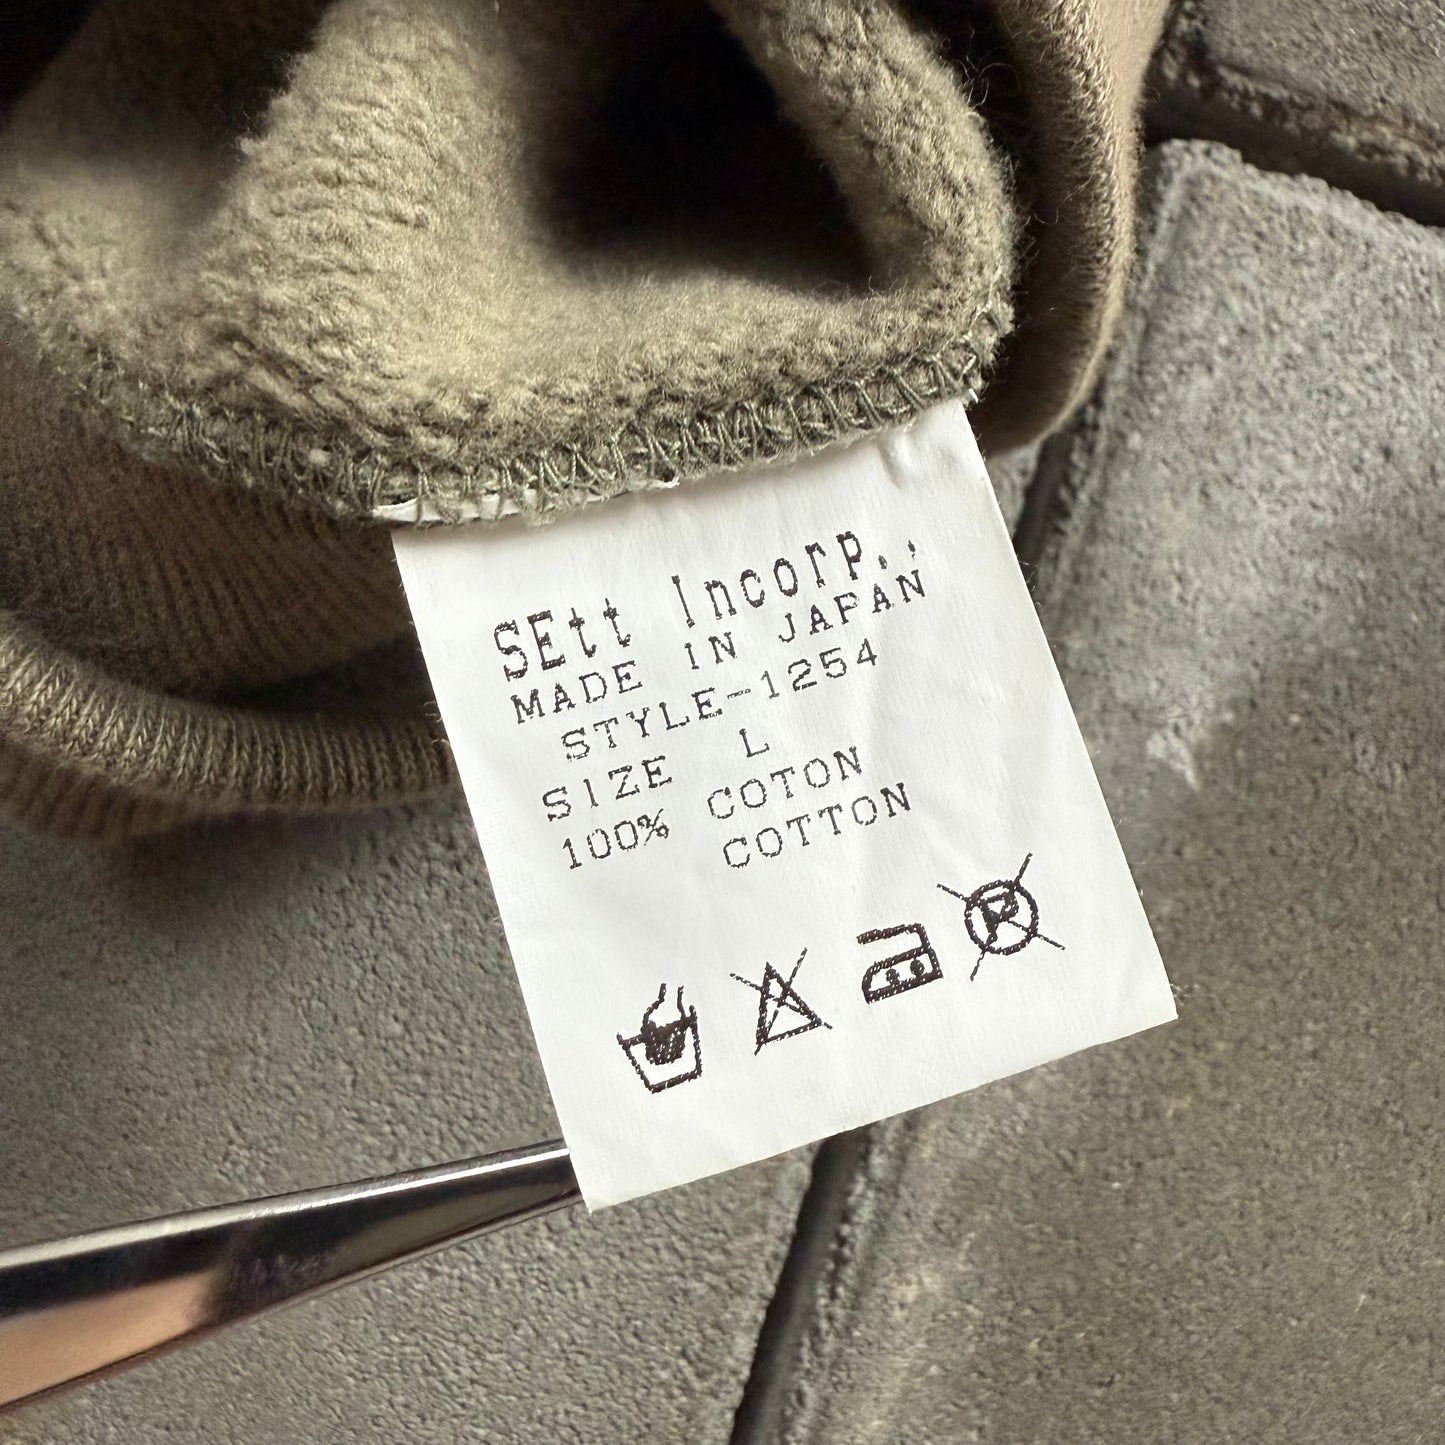 SEtt Incorp.,
MADE IN JAPAN
STYLE-1254
SIZE L
100% COTON
COTTON
P